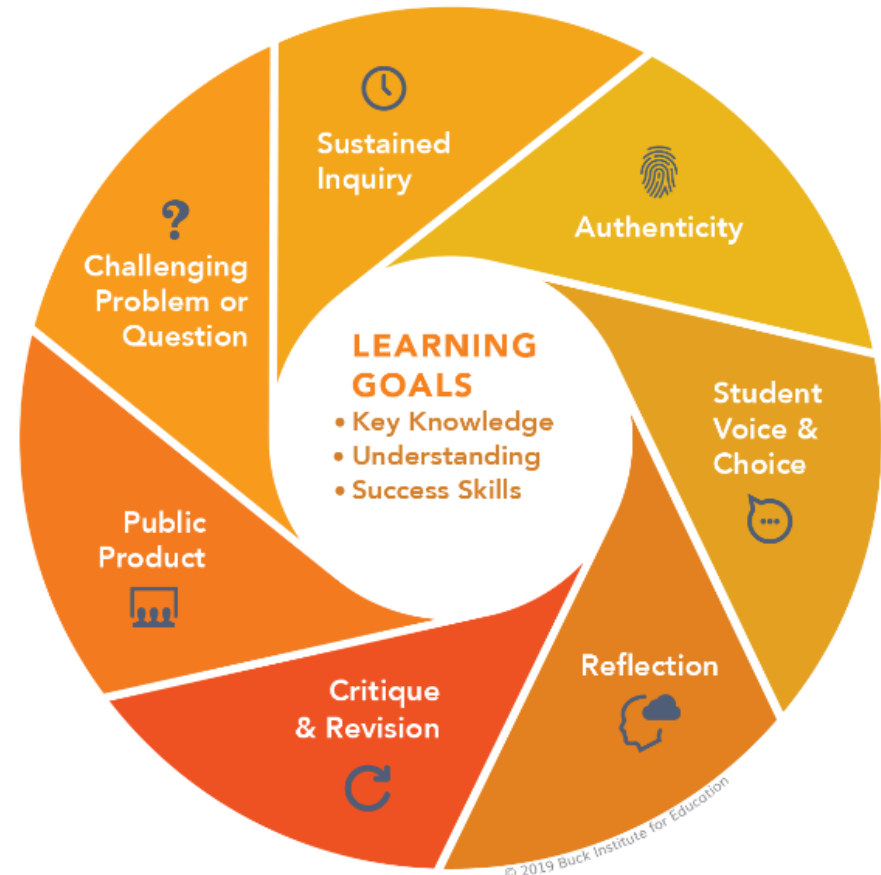 Sustained
Inquiry
Authenticity
?
Challenging
Problem or
Question
LEARNING
GOALS
• Key Knowledge
• Understanding
• Success Skills
Student
Voice &
Choice
Public
Product
Reflection
Critique
& Revision
© 2019 Buck Institute for Education